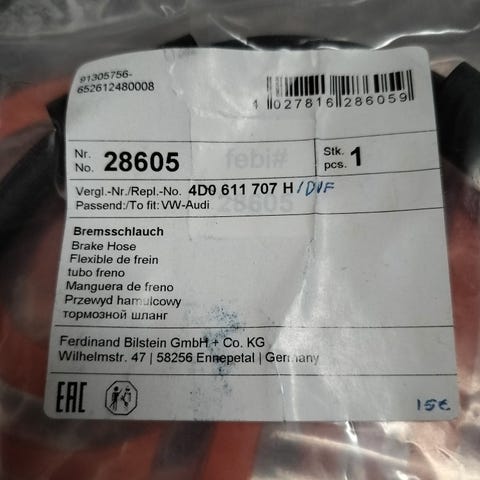 91305756-
652612480008
4 027816 286059
Nr.
No. 28605
Stk.
pcs. 1
febi#
28605
Vergl.-Nr./Repl.-No. 4D0 611 707 H
Passend:/To fit: VW-Audi
Bremsschlauch
Brake Hose
Flexible de frein
tubo freno
Manguera de freno
Przewyd hamulcowy
тормозной шланг
Ferdinand Bilstein GmbH + Co. KG
Wilhelmstr. 47 | 58256 Ennepetal | Germany
EAC
15€